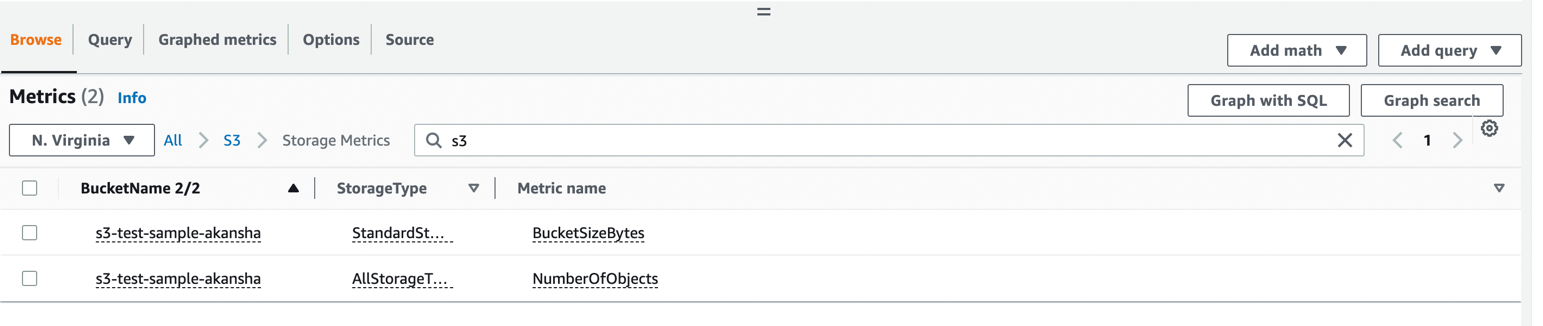 Browse Query Graphed metrics Options Source
Add math Add query
Metrics (2) Info
Graph with SQL Graph search
N. Virginia All S3 Storage Metrics s3 1
BucketName 2/2 StorageType Metric name
s3-test-sample-akansha StandardSt... BucketSizeBytes
s3-test-sample-akansha AllStorageT... NumberOfObjects